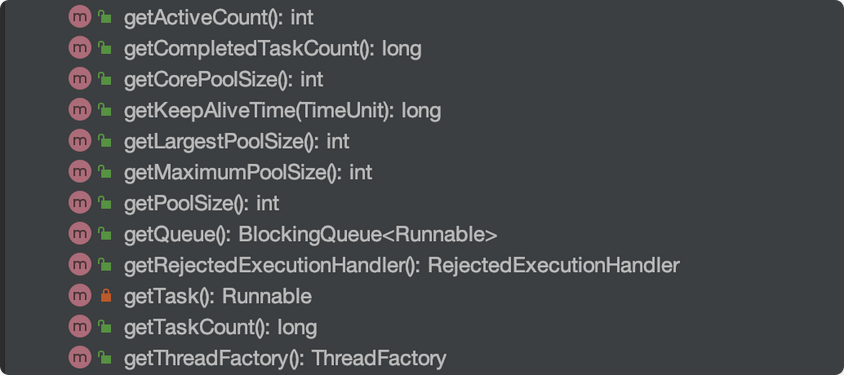 m getActiveCount(): int
m getCompletedTaskCount(): long
m getCorePoolSize(): int
m getKeepAliveTime(TimeUnit): long
m getLargestPoolSize(): int
m getMaximumPoolSize(): int
m getPoolSize(): int
m getQueue(): BlockingQueue<Runnable>
m getRejectedExecutionHandler(): RejectedExecutionHandler
m getTask(): Runnable
m getTaskCount(): long
m getThreadFactory(): ThreadFactory